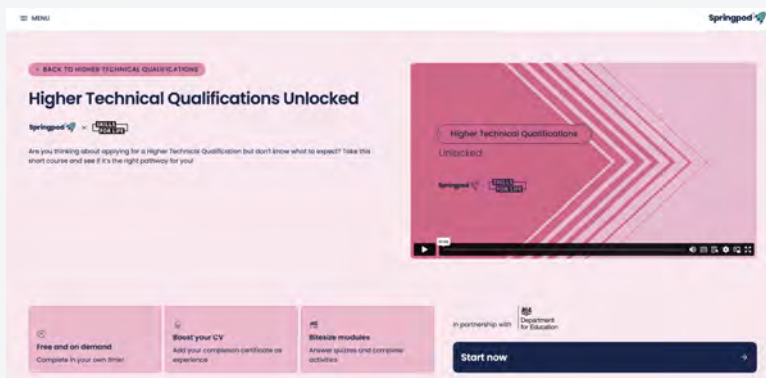 MENU
Springpod
BACK TO HIGHER TECHNICAL QUALIFICATIONS
Higher Technical Qualifications Unlocked
Springpod × SKILLS
FOR LIFE
Are you thinking about applying for a Higher Technical Qualification but don't know what to expect? Take this
short course and see if it's the right pathway for you!
Higher Technical Qualifications
Unlocked
Springpod
SKILLS
FOR LIFE
Free and on demand
Complete in your own time!
Boost your CV
Add your completion certificate as
experience
Bitesize modules
Answer quizzes and complete
activities
In partnership with
Department
for Education
Start now